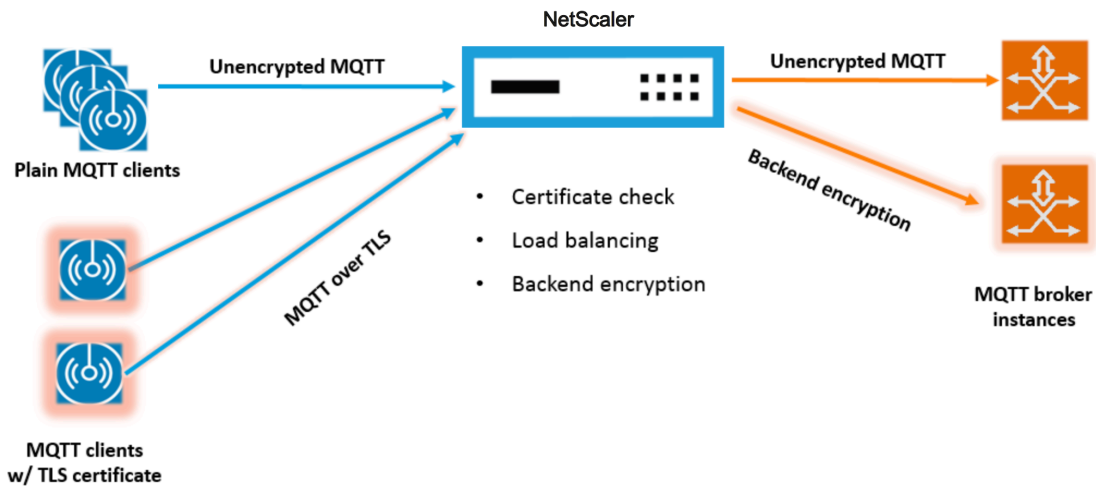 NetScaler
Unencrypted MQTT
Unencrypted MQTT
Plain MQTT clients
Backend encryption
• Certificate check
• Load balancing
• Backend encryption
MQTT over TLS
MQTT broker
instances
MQTT clients
w/ TLS certificate